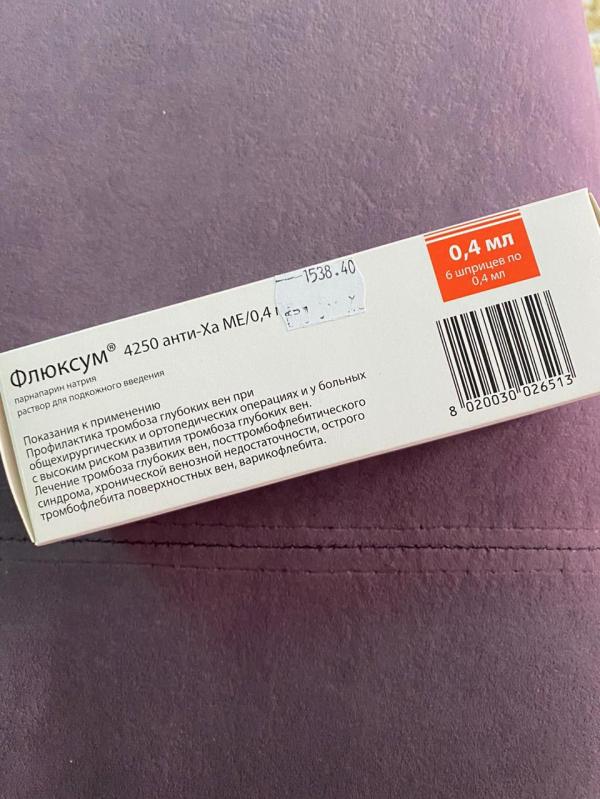 1538.40
0,4 мл
6 шприцев по
0,4 мл
Флюксум® 4250 анти-Ха МЕ/0,4
парнапарин натрия
раствор для подкожного введения
Показания к применению
Профилактика тромбоза глубоких вен при
общехирургических и ортопедических операциях и у больных
с высоким риском развития тромбоза глубоких вен.
Лечение тромбоза глубоких вен, посттромбофлебитического
синдрома, хронической венозной недостаточности, острого
тромбофлебита поверхностных вен, варикофлебита.
8 020030 026513